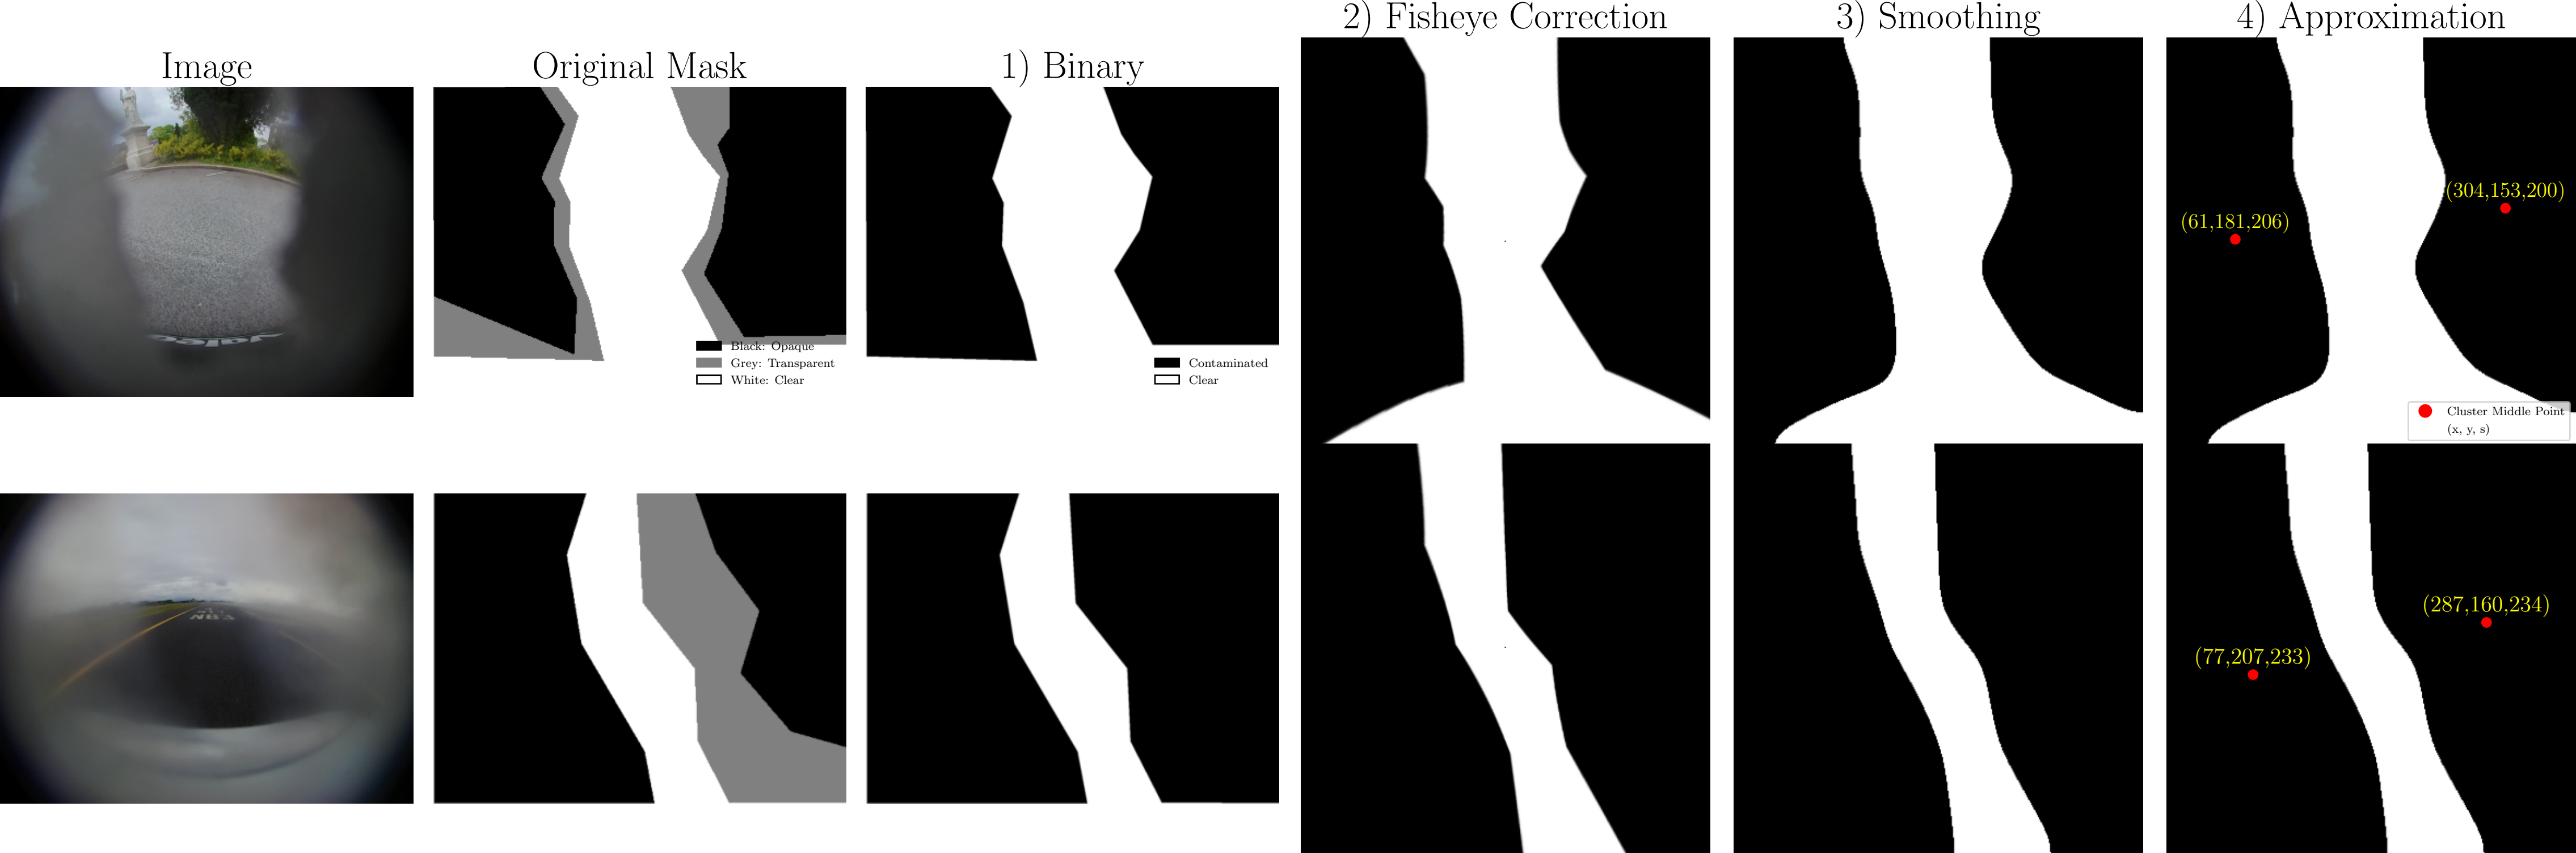 Image
Original Mask
1) Binary
2) Fisheye Correction
3) Smoothing
4) Approximation
Black: Opaque
Grey: Transparent
White: Clear
Contaminated
Clear
(61,181,206)
(304,153,200)
Cluster Middle Point
(x, y, s)
(77,207,233)
(287,160,234)